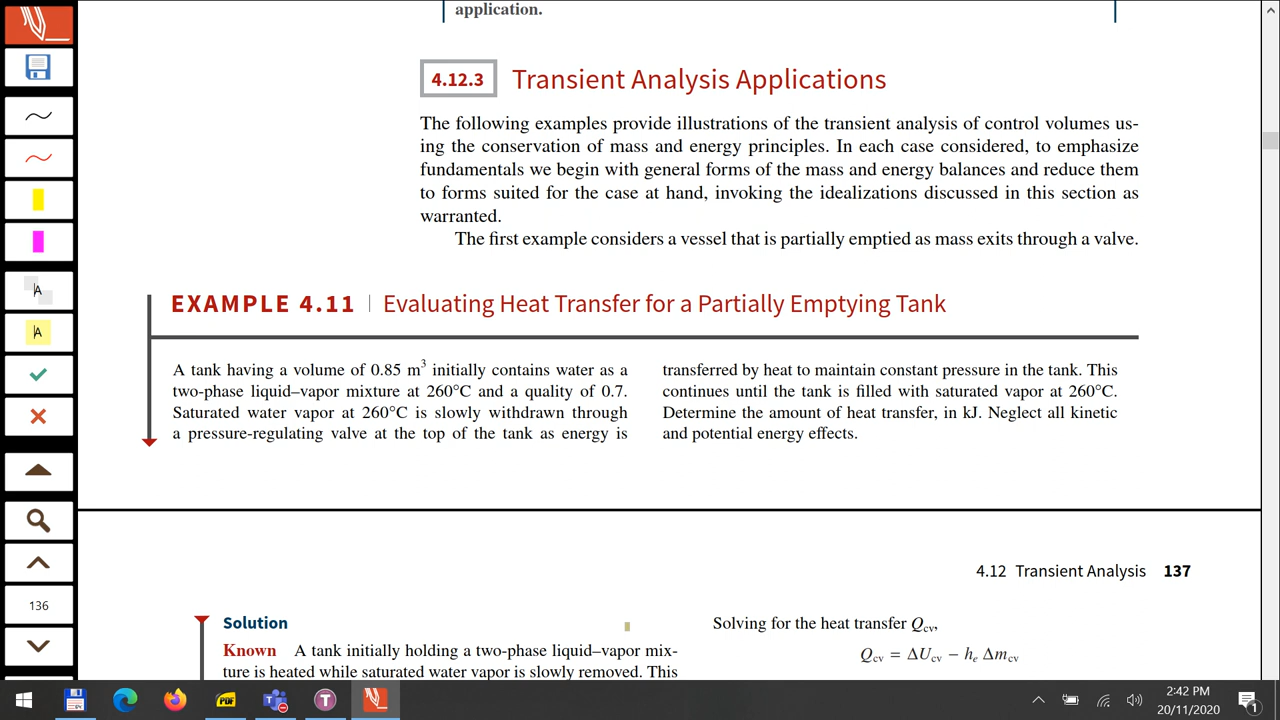 application.
4.12.3 Transient Analysis Applications
The following examples provide illustrations of the transient analysis of control volumes us-
ing the conservation of mass and energy principles. In each case considered, to emphasize
fundamentals we begin with general forms of the mass and energy balances and reduce them
to forms suited for the case at hand, invoking the idealizations discussed in this section as
warranted.
The first example considers a vessel that is partially emptied as mass exits through a valve.
EXAMPLE 4.11 | Evaluating Heat Transfer for a Partially Emptying Tank
A tank having a volume of 0.85 m³ initially contains water as a
two-phase liquid–vapor mixture at 260°C and a quality of 0.7.
Saturated water vapor at 260°C is slowly withdrawn through
a pressure-regulating valve at the top of the tank as energy is
transferred by heat to maintain constant pressure in the tank. This
continues until the tank is filled with saturated vapor at 260°C.
Determine the amount of heat transfer, in kJ. Neglect all kinetic
and potential energy effects.
4.12 Transient Analysis 137
Solution
Known A tank initially holding a two-phase liquid–vapor mix-
ture is heated while saturated water vapor is slowly removed. This
Solving for the heat transfer Qcv,
Qcv = ΔUcv − he Δmcv
A
A
136
PDF
T
T
2:42 PM
20/11/2020
1